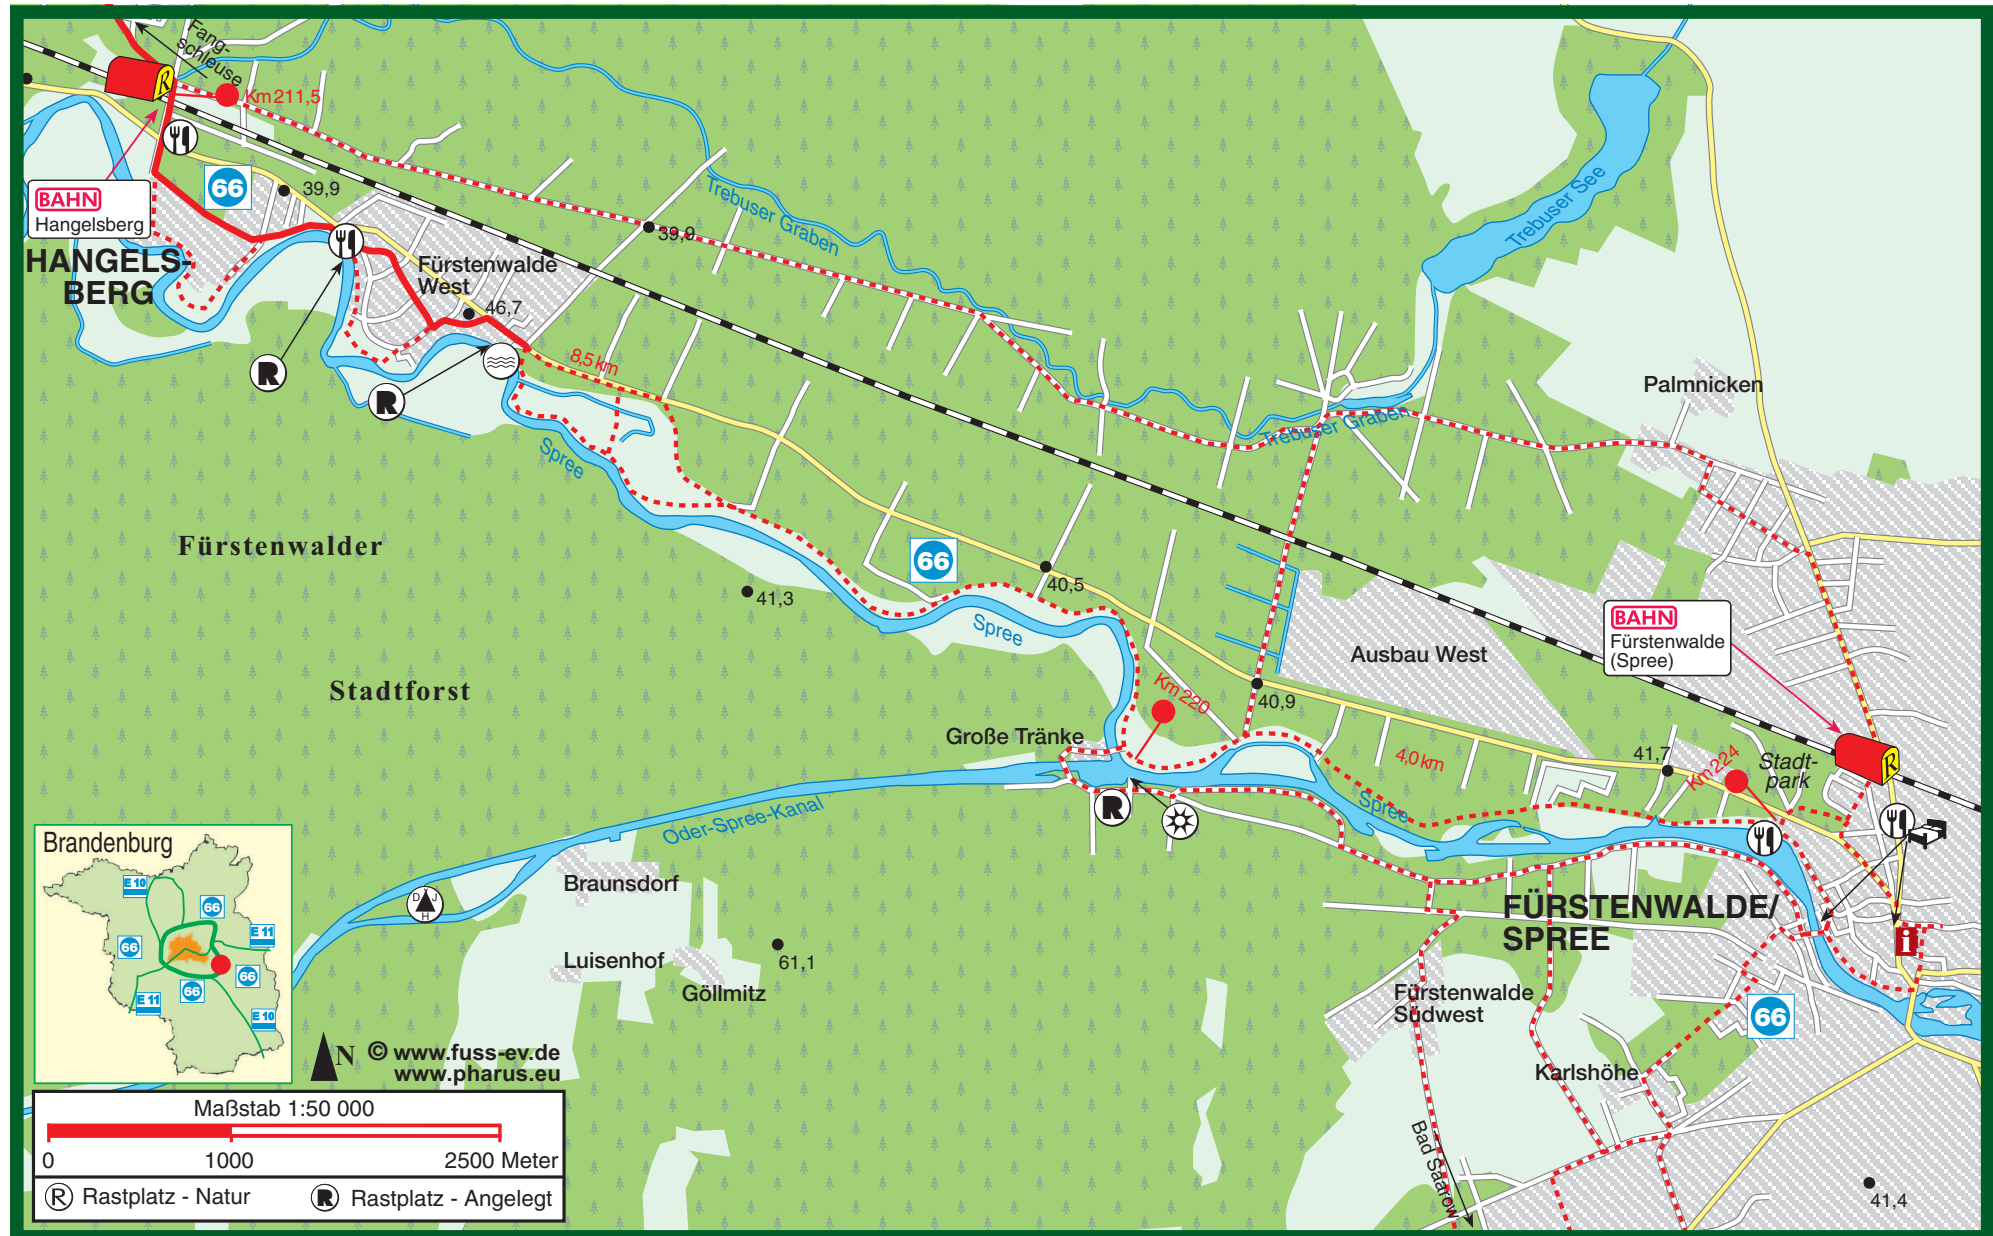 Fang-
schleuse
R
Km 211,5
BAHN
Hangelsberg
HANGELS-
BERG
66
39,9
Fürstenwalde
West
46,7
R
R
8,5 km
39,9
Trebuser Graben
Trebuser See
Trebuser Graben
Palmnicken
Spree
Fürstenwalder
Stadtforst
41,3
66
40,5
Spree
Km 220
40,9
Ausbau West
BAHN
Fürstenwalde
(Spree)
Große Tränke
R
4,0 km
41,7
Km 224
Stadt-
park
R
Spree
Oder-Spree-Kanal
Braunsdorf
D J
H
Luisenhof
Göllmitz
61,1
FÜRSTENWALDE/
SPREE
i
66
Fürstenwalde
Südwest
Karlshöhe
Bad Saarow
41,4
Brandenburg
E 10
66
E 11
66
66
66
E 11
E 10
N
© www.fuss-ev.de
www.pharus.eu
Maßstab 1:50 000
0 1000 2500 Meter
R Rastplatz - Natur R Rastplatz - Angelegt